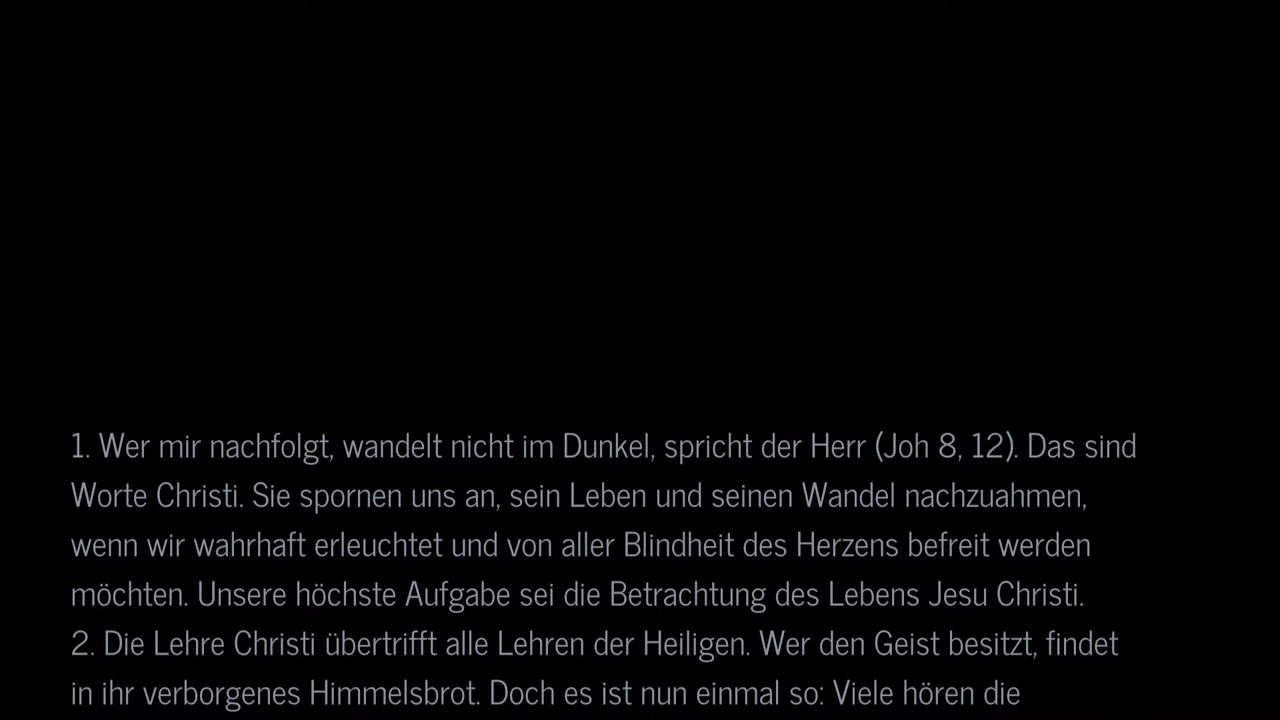 1. Wer mir nachfolgt, wandelt nicht im Dunkel, spricht der Herr (Joh 8, 12). Das sind
Worte Christi. Sie spornen uns an, sein Leben und seinen Wandel nachzuahmen,
wenn wir wahrhaft erleuchtet und von aller Blindheit des Herzens befreit werden
möchten. Unsere höchste Aufgabe sei die Betrachtung des Lebens Jesu Christi.
2. Die Lehre Christi übertrifft alle Lehren der Heiligen. Wer den Geist besitzt, findet
in ihr verborgenes Himmelsbrot. Doch es ist nun einmal so: Viele hören die